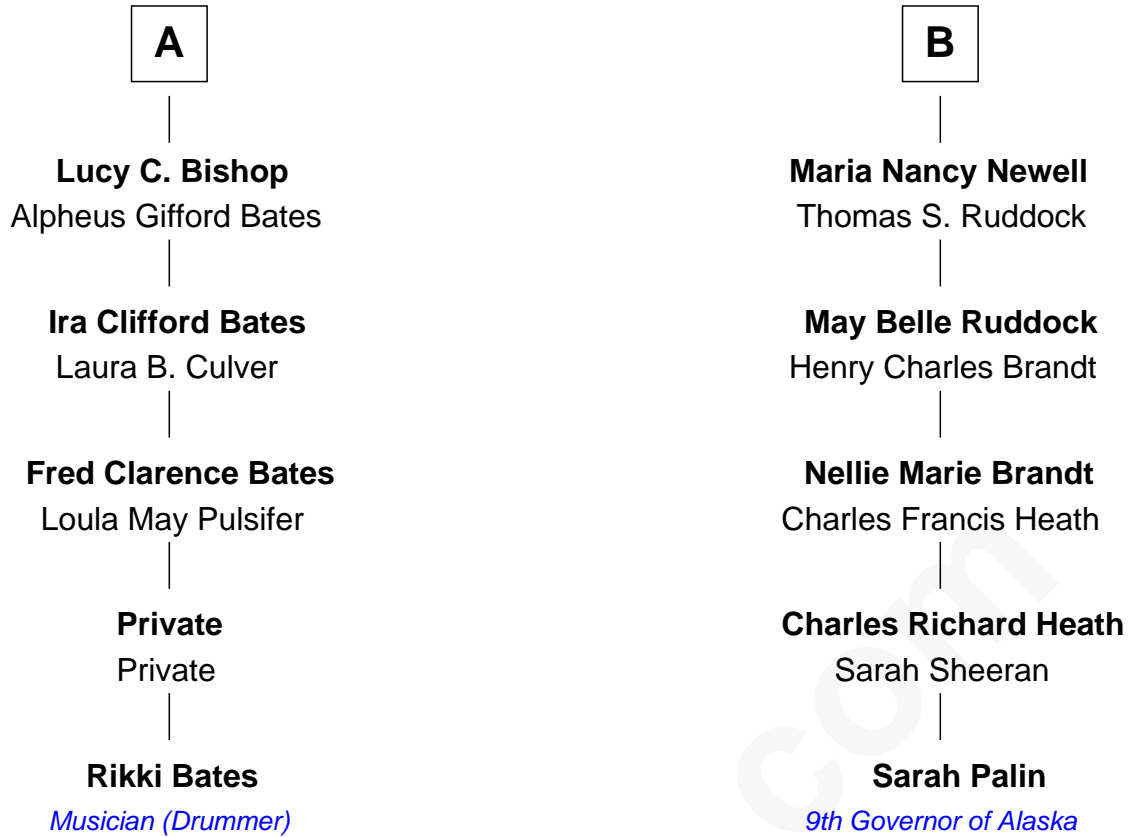 A
B
Lucy C. Bishop
Alpheus Gifford Bates
Maria Nancy Newell
Thomas S. Ruddock
Ira Clifford Bates
Laura B. Culver
May Belle Ruddock
Henry Charles Brandt
Fred Clarence Bates
Loula May Pulsifer
Nellie Marie Brandt
Charles Francis Heath
Private
Private
Charles Richard Heath
Sarah Sheeran
Rikki Bates
Musician (Drummer)
Sarah Palin
9th Governor of Alaska
com